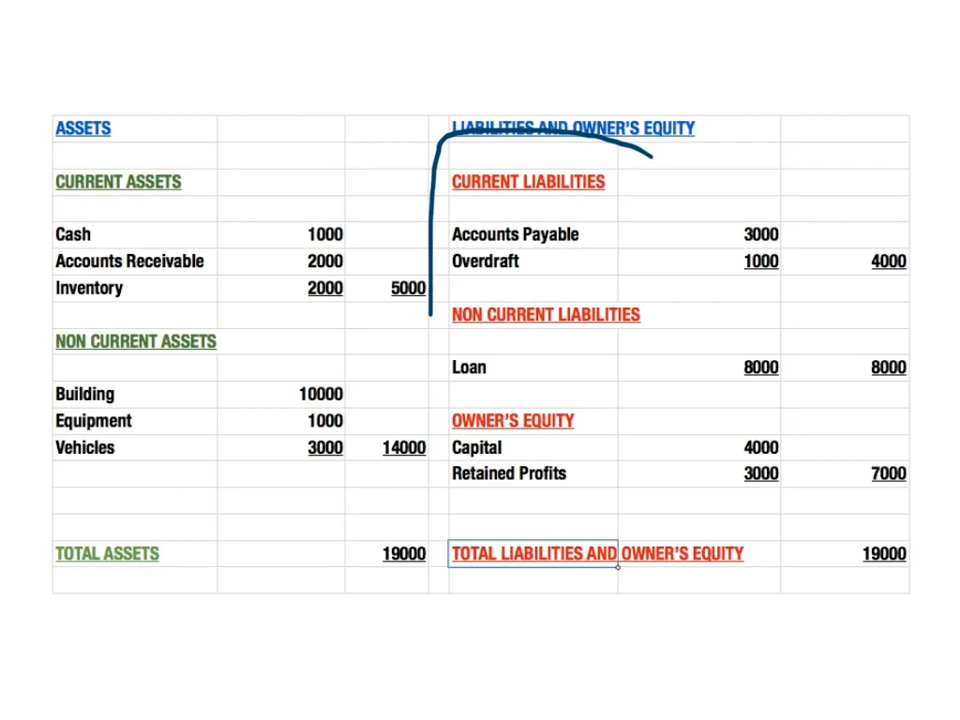 ASSETS LIABILITIES AND OWNER'S EQUITY
CURRENT ASSETS CURRENT LIABILITIES
Cash 1000 Accounts Payable 3000
Accounts Receivable 2000 Overdraft 1000 4000
Inventory 2000 5000
NON CURRENT LIABILITIES
NON CURRENT ASSETS
Loan 8000 8000
Building 10000
Equipment 1000 OWNER'S EQUITY
Vehicles 3000 14000 Capital 4000
Retained Profits 3000 7000
TOTAL ASSETS 19000 TOTAL LIABILITIES AND OWNER'S EQUITY 19000